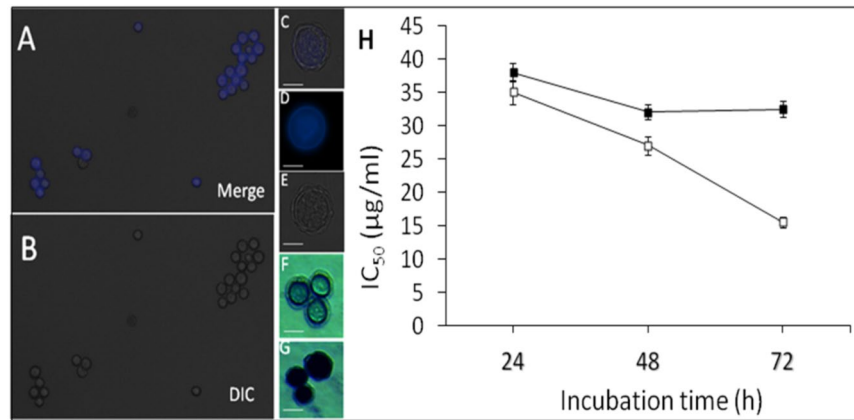 A
Merge
B
DIC
C
D
E
F
G
H
IC50 (µg/ml)
45
40
35
30
25
20
15
10
5
0
24 48 72
Incubation time (h)